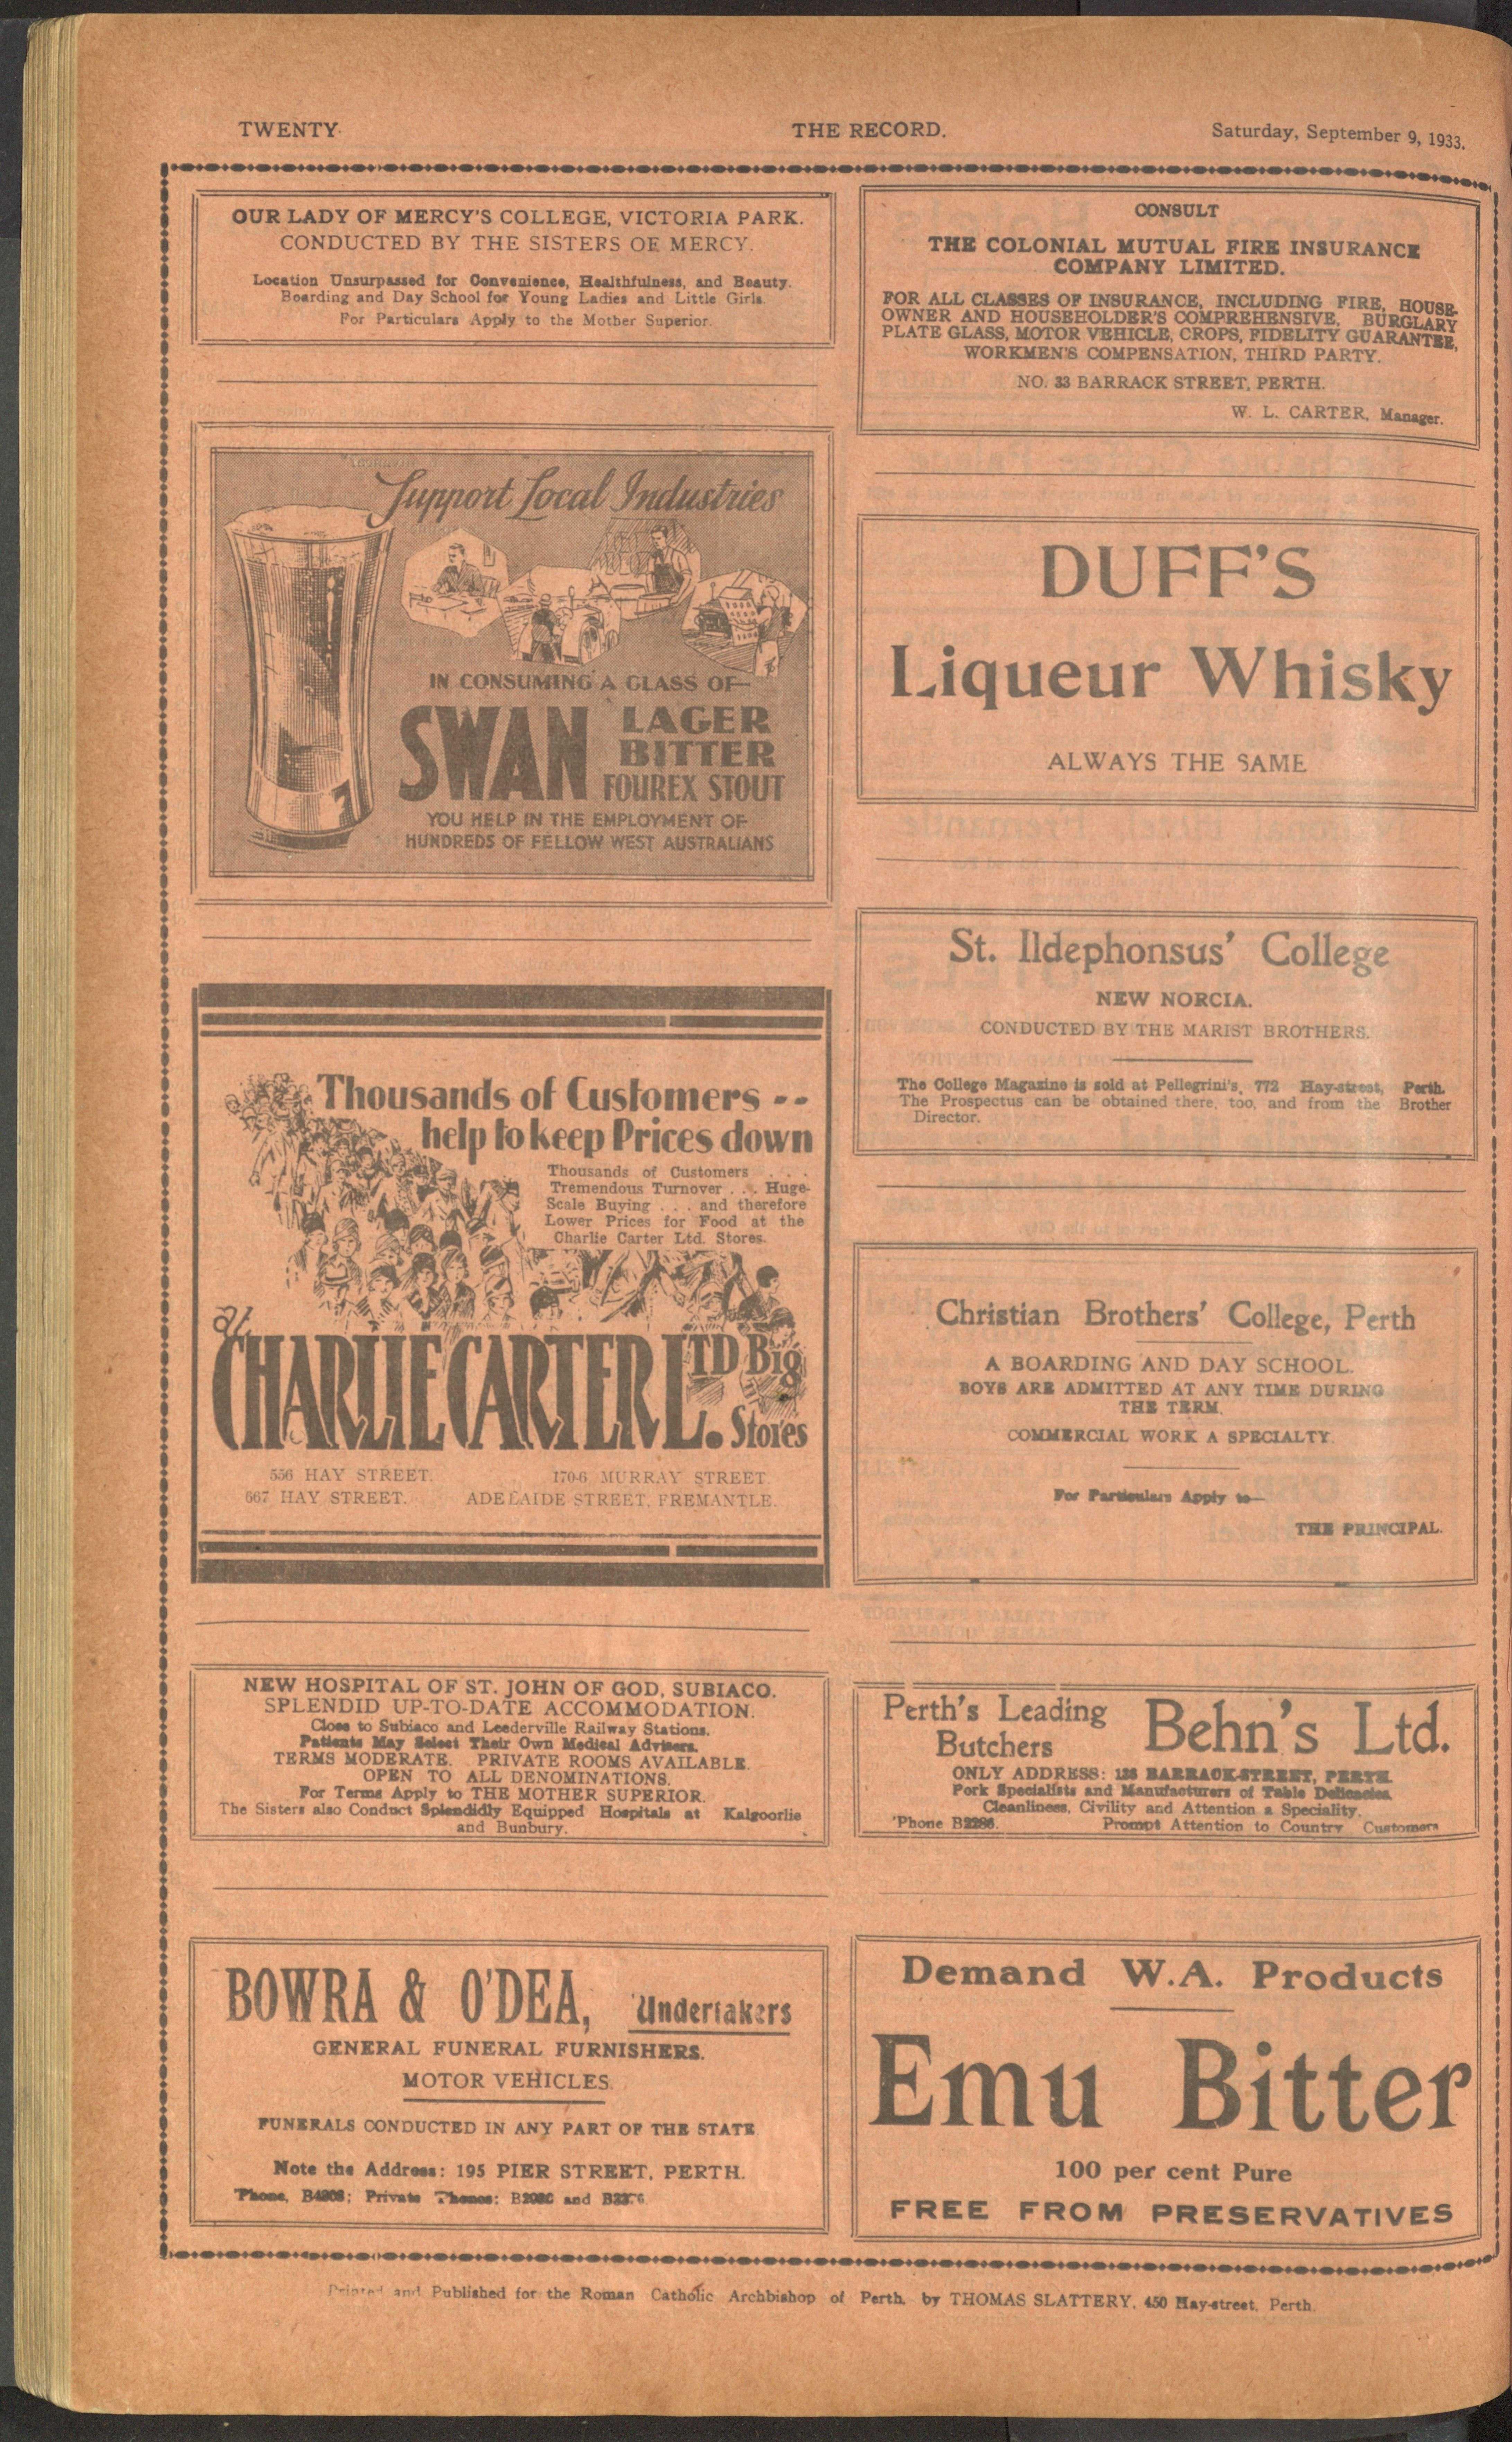 TWENTY
THE RECORD.
Saturday, September 9, 1933.
OUR LADY OF MERCY'S COLLEGE, VICTORIA PARK.
CONDUCTED BY THE SISTERS OF MERCY.
Location Unsurpassed for Convenience, Healthfulness, and Beauty.
Boarding and Day School for Young Ladies and Little Girls.
For Particulars Apply to the Mother Superior.
Support Local Industries
IN CONSUMING A GLASS OF—
SWAN LAGER
BITTER
FOUREX STOUT
YOU HELP IN THE EMPLOYMENT OF
HUNDREDS OF FELLOW WEST AUSTRALIANS
Thousands of Customers --
help to keep Prices down
Thousands of Customers . . . .
Tremendous Turnover . . . Huge-
Scale Buying . . . and therefore
Lower Prices for Food at the
Charlie Carter Ltd. Stores.
at
CHARLIE CARTER LTD Big
Stores
556 HAY STREET. 170-6 MURRAY STREET.
667 HAY STREET. ADELAIDE STREET, FREMANTLE.
NEW HOSPITAL OF ST. JOHN OF GOD, SUBIACO.
SPLENDID UP-TO-DATE ACCOMMODATION.
Close to Subiaco and Leederville Railway Stations.
Patients May Select Their Own Medical Advisers.
TERMS MODERATE. PRIVATE ROOMS AVAILABLE.
OPEN TO ALL DENOMINATIONS.
For Terms Apply to THE MOTHER SUPERIOR.
The Sisters also Conduct Splendidly Equipped Hospitals at Kalgoorlie
and Bunbury.
BOWRA & O'DEA, Undertakers
GENERAL FUNERAL FURNISHERS.
MOTOR VEHICLES.
FUNERALS CONDUCTED IN ANY PART OF THE STATE
Note the Address: 195 PIER STREET, PERTH.
'Phone, Private 'Phones: and
CONSULT
THE COLONIAL MUTUAL FIRE INSURANCE
COMPANY LIMITED.
FOR ALL CLASSES OF INSURANCE, INCLUDING FIRE, HOUSE-
OWNER AND HOUSEHOLDER'S COMPREHENSIVE, BURGLARY
PLATE GLASS, MOTOR VEHICLE, CROPS, FIDELITY GUARANTEE,
WORKMEN'S COMPENSATION, THIRD PARTY.
NO. 33 BARRACK STREET, PERTH.
W. L. CARTER, Manager.
DUFF'S
Liqueur Whisky
ALWAYS THE SAME
St. Ildephonsus' College
NEW NORCIA.
CONDUCTED BY THE MARIST BROTHERS.
The College Magazine is sold at Pellegrini's, 772 Hay-street, Perth.
The Prospectus can be obtained there, too, and from the Brother
Director.
Christian Brothers' College, Perth
A BOARDING AND DAY SCHOOL.
BOYS ARE ADMITTED AT ANY TIME DURING
THE TERM.
COMMERCIAL WORK A SPECIALTY.
For Particulars Apply to—
THE PRINCIPAL.
Perth's Leading
Butchers
Behn's Ltd.
ONLY ADDRESS: BARRACK-STREET, PERTH.
Pork Specialists and Manufacturers of Table Delicacies
Cleanliness, Civility and Attention a Speciality.
'Phone Prompt Attention to Country Customers
Demand W.A. Products
Emu Bitter
100 per cent Pure
FREE FROM PRESERVATIVES
Printed and Published for the Roman Catholic Archbishop of Perth, by THOMAS SLATTERY, 450 Hay-street, Perth.